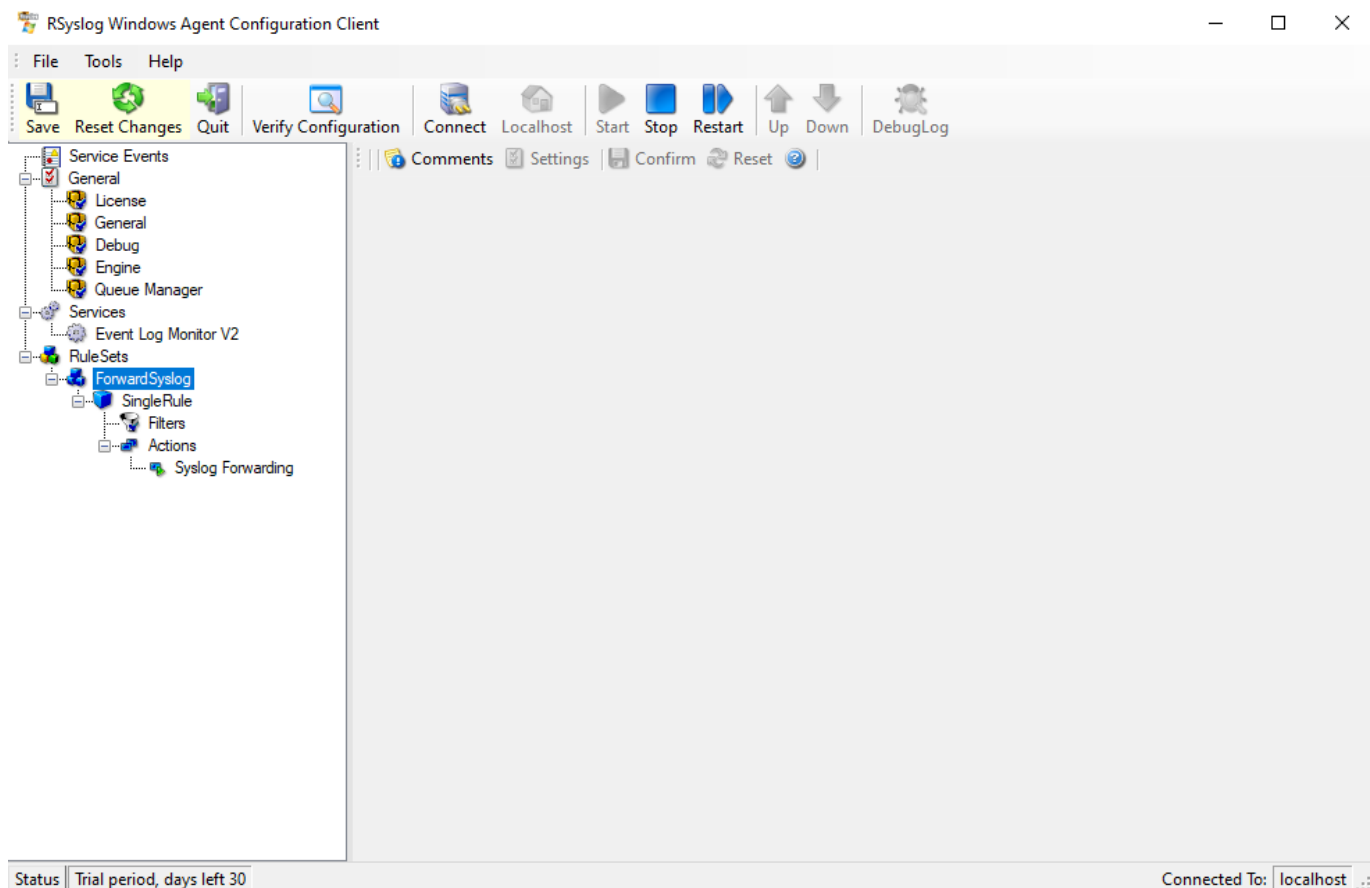 RSyslog Windows Agent Configuration Client
File Tools Help
Save Reset Changes Quit Verify Configuration Connect Localhost Start Stop Restart Up Down DebugLog
Comments Settings Confirm Reset
Service Events
General
License
General
Debug
Engine
Queue Manager
Services
Event Log Monitor V2
RuleSets
ForwardSyslog
SingleRule
Filters
Actions
Syslog Forwarding
Status Trial period, days left 30 Connected To: localhost